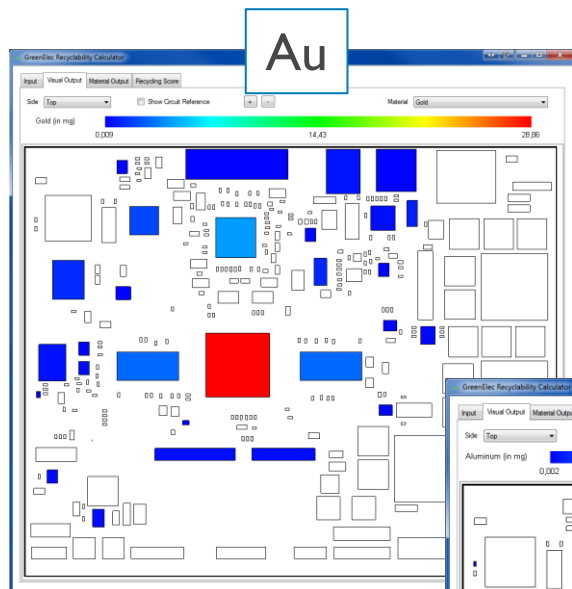 Au
GreenElec Recyclability Calculator
Input Visual Output Material Output Recycling Score
Side Top Show Circuit Reference + - Material Gold
Gold (in mg)
0,009 14,43 28,86
GreenElec Recyclability Calculator
Input Visual Output Material Outpu
Side Top
Aluminum (in mg)
0,002